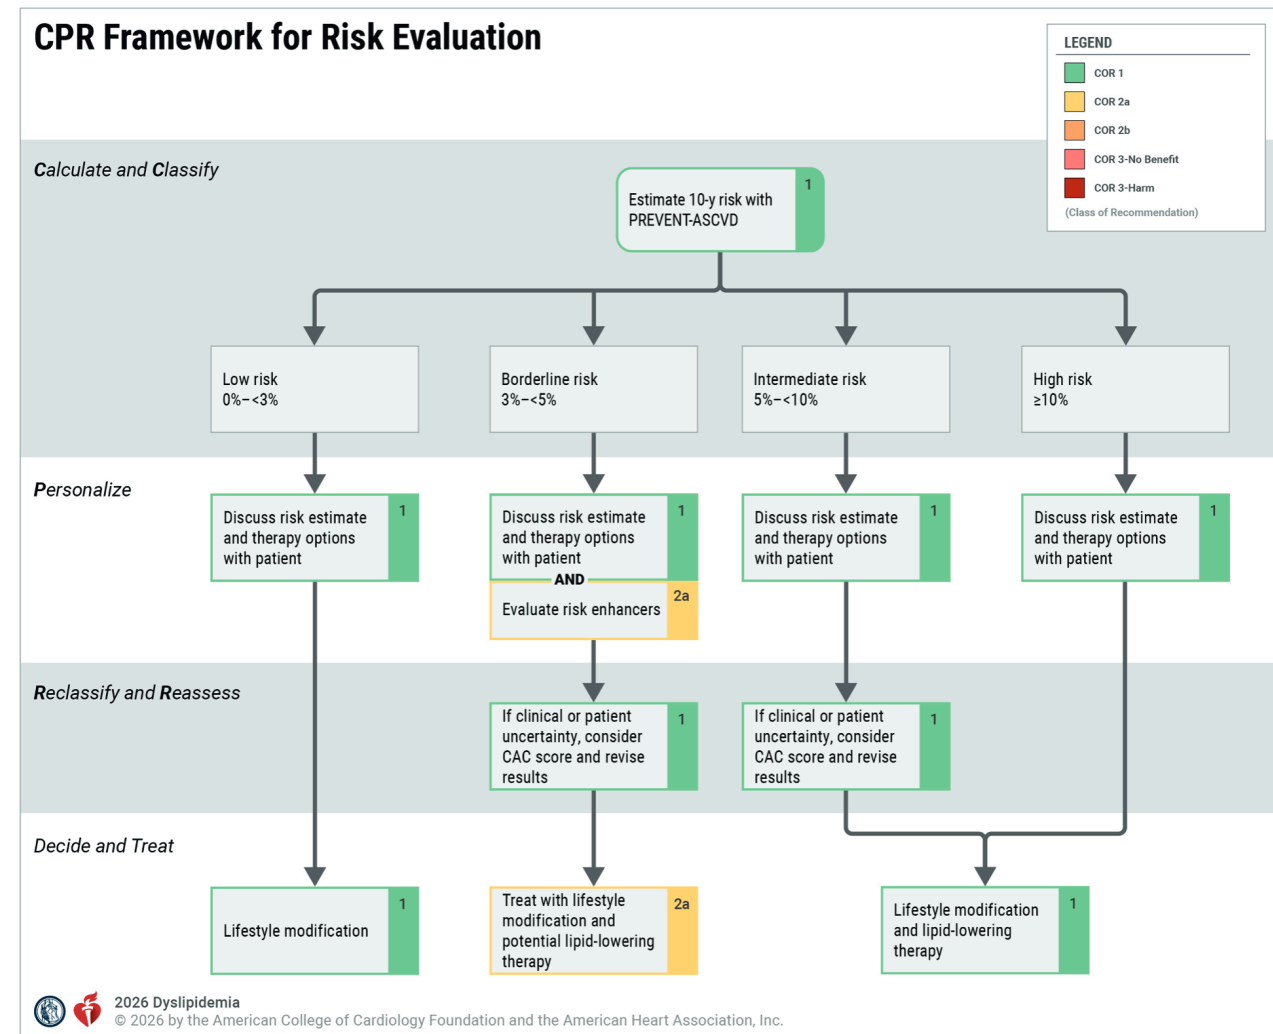 CPR Framework for Risk Evaluation
LEGEND
COR 1
COR 2a
COR 2b
COR 3-No Benefit
COR 3-Harm
(Class of Recommendation)
Calculate and Classify
Estimate 10-y risk with
PREVENT-ASCVD
1
Low risk
0%–<3%
Borderline risk
3%–<5%
Intermediate risk
5%–<10%
High risk
≥10%
Personalize
Discuss risk estimate
and therapy options
with patient
1
Discuss risk estimate
and therapy options
with patient
1
AND
Evaluate risk enhancers
2a
Discuss risk estimate
and therapy options
with patient
1
Discuss risk estimate
and therapy options
with patient
1
Reclassify and Reassess
If clinical or patient
uncertainty, consider
CAC score and revise
results
1
If clinical or patient
uncertainty, consider
CAC score and revise
results
1
Decide and Treat
Lifestyle modification
1
Treat with lifestyle
modification and
potential lipid-lowering
therapy
2a
Lifestyle modification
and lipid-lowering
therapy
1
2026 Dyslipidemia
© 2026 by the American College of Cardiology Foundation and the American Heart Association, Inc.